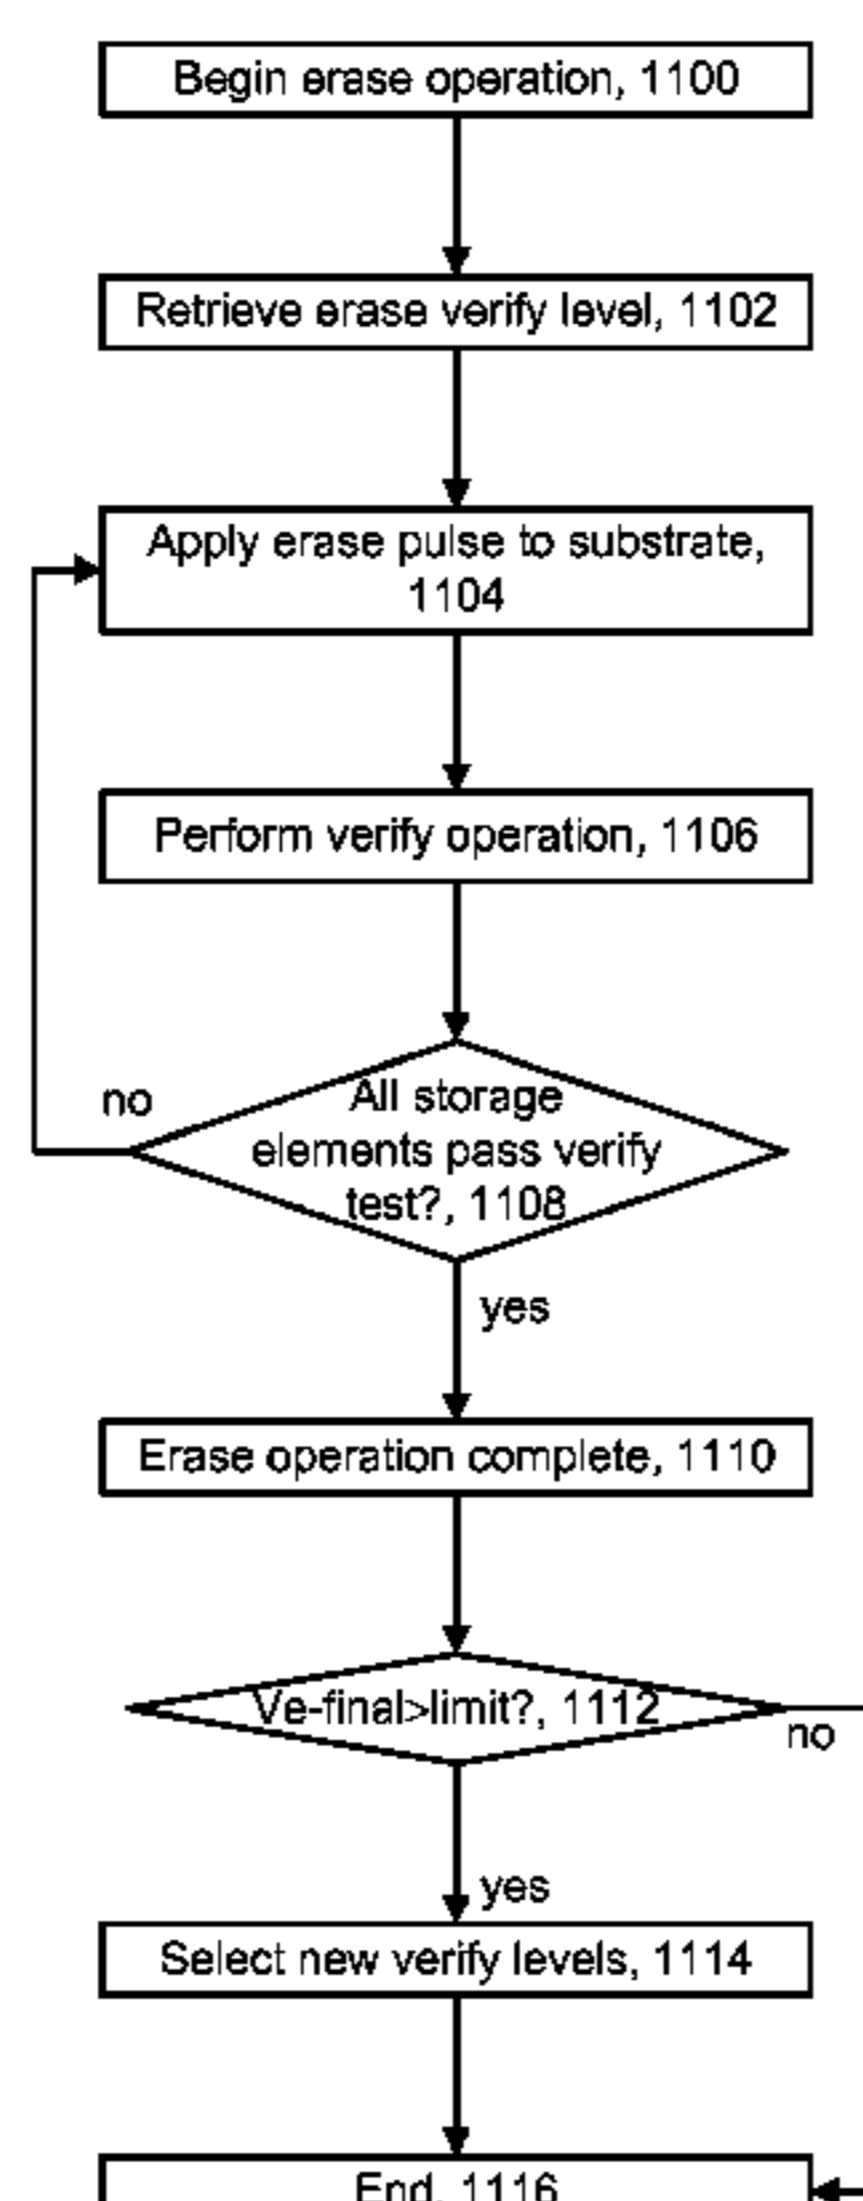 Begin erase operation, 1100
Retrieve erase verify level, 1102
Apply erase pulse to substrate,
1104
Perform verify operation, 1106
no
All storage
elements pass verify
test?, 1108
yes
Erase operation complete, 1110
Ve-final>limit?, 1112
no
yes
Select new verify levels, 1114
End, 1116